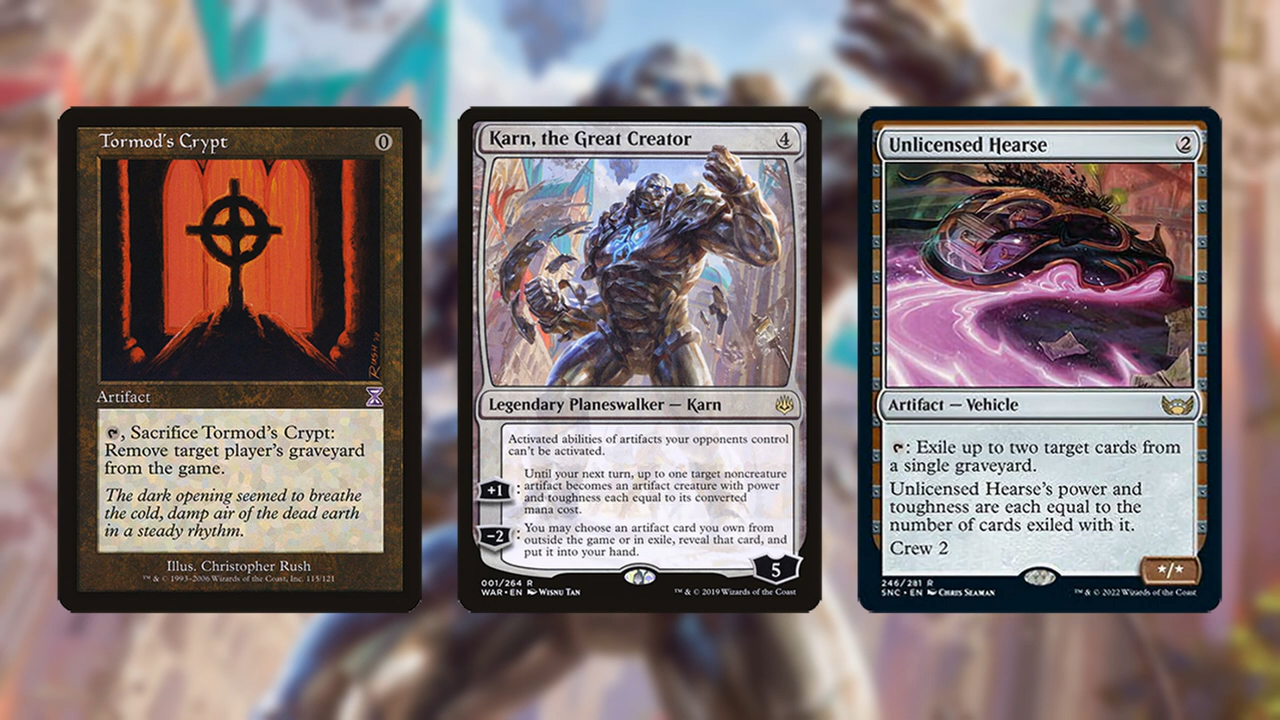 Tormod's Crypt 0
RUSH
Artifact
, Sacrifice Tormod's Crypt:
Remove target player's graveyard
from the game.
The dark opening seemed to breathe
the cold, damp air of the dead earth
in a steady rhythm.
Illus. Christopher Rush
™ & © 1993-2006 Wizards of the Coast, Inc. 115/121
Karn, the Great Creator 4
Legendary Planeswalker — Karn
Activated abilities of artifacts your opponents control
can't be activated.
+1 : Until your next turn, up to one target noncreature
artifact becomes an artifact creature with power
and toughness each equal to its converted
mana cost.
−2 : You may choose an artifact card you own from
outside the game or in exile, reveal that card, and
put it into your hand.
5
001/264 R
WAR • EN Wisnu Tan ™ & © 2019 Wizards of the Coast
Unlicensed Hearse 2
Artifact — Vehicle
: Exile up to two target cards from
a single graveyard.
Unlicensed Hearse's power and
toughness are each equal to the
number of cards exiled with it.
Crew 2
*/*
246/281 R
SNC • EN Chris Seaman ™ & © 2022 Wizards of the Coast